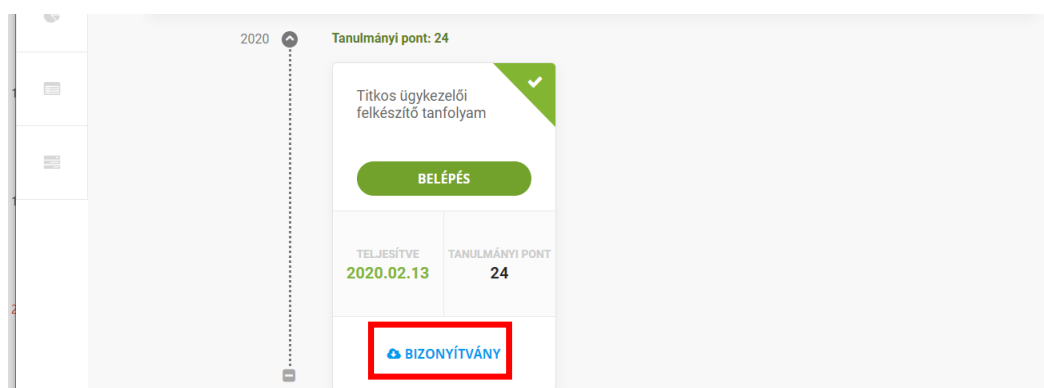 2020
Tanulmányi pont: 24
Titkos ügykezelői
felkészítő tanfolyam
BELÉPÉS
TELJESÍTVE
2020.02.13
TANULMÁNYI PONT
24
BIZONYÍTVÁNY